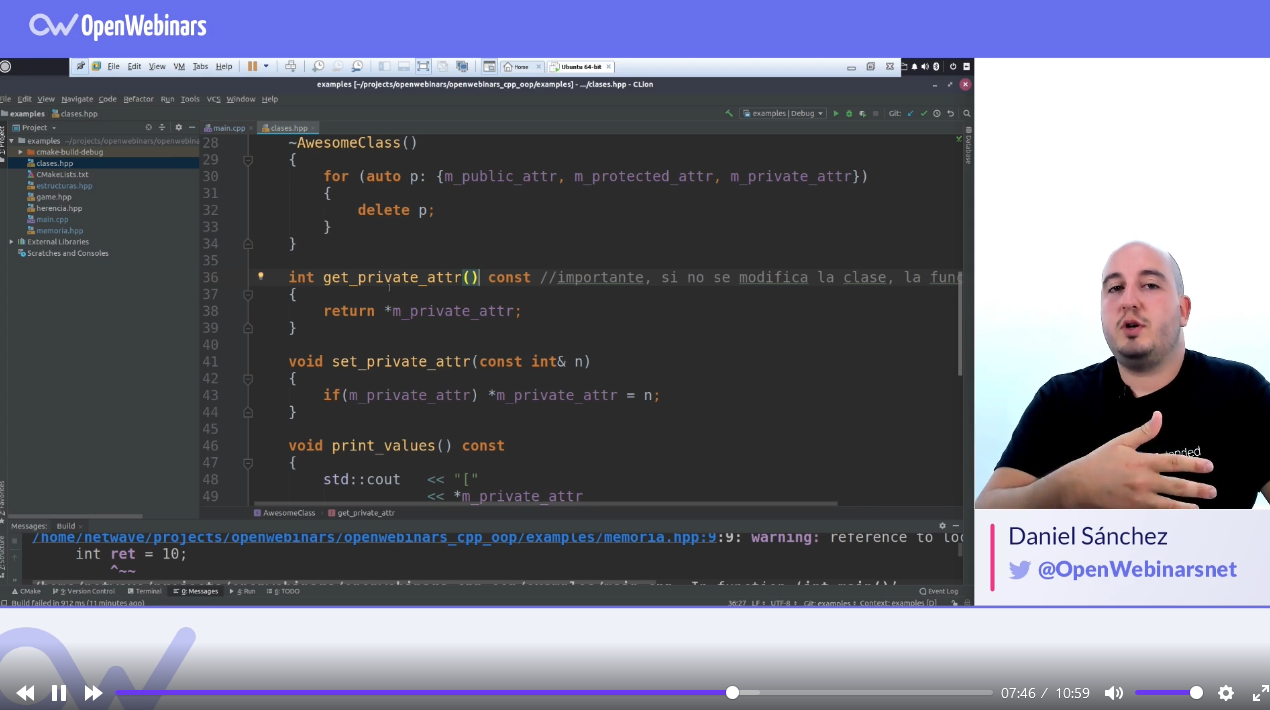 OpenWebinars
File Edit View VM Tabs Help
Home
Ubuntu 64-bit
examples [~/projects/openwebinars/openwebinars_cpp_oop/examples] - .../clases.hpp - CLion
File Edit View Navigate Code Refactor Run Tools VCS Window Help
examples clases.hpp
examples | Debug
Git:
Project
main.cpp
clases.hpp
examples ~/projects/openwebinars/openwebina
cmake-build-debug
clases.hpp
CMakeLists.txt
estructuras.hpp
game.hpp
herencia.hpp
main.cpp
memoria.hpp
External Libraries
Scratches and Consoles
Database
28 ~AwesomeClass()
29 {
30 for (auto p: {m_public_attr, m_protected_attr, m_private_attr})
31 {
32 delete p;
33 }
34 }
35
36 int get_private_attr() const //importante, si no se modifica la clase, la fun
37 {
38 return *m_private_attr;
39 }
40
41 void set_private_attr(const int& n)
42 {
43 if(m_private_attr) *m_private_attr = n;
44 }
45
46 void print_values() const
47 {
48 std::cout << "["
49 << *m_private_attr
AwesomeClass get_private_attr
Messages: Build
/home/netwave/projects/openwebinars/openwebinars_cpp_oop/examples/memoria.hpp:9:9: warning: reference to loc
int ret = 10;
^~~
CMake 9: Version Control Terminal 0: Messages 4: Run 6: TODO
Event Log
Build failed in 912 ms (11 minutes ago)
36:27 LF UTF-8 Git: examples Context: examples [D]
Daniel Sánchez
@OpenWebinarsnet
07:46 / 10:59